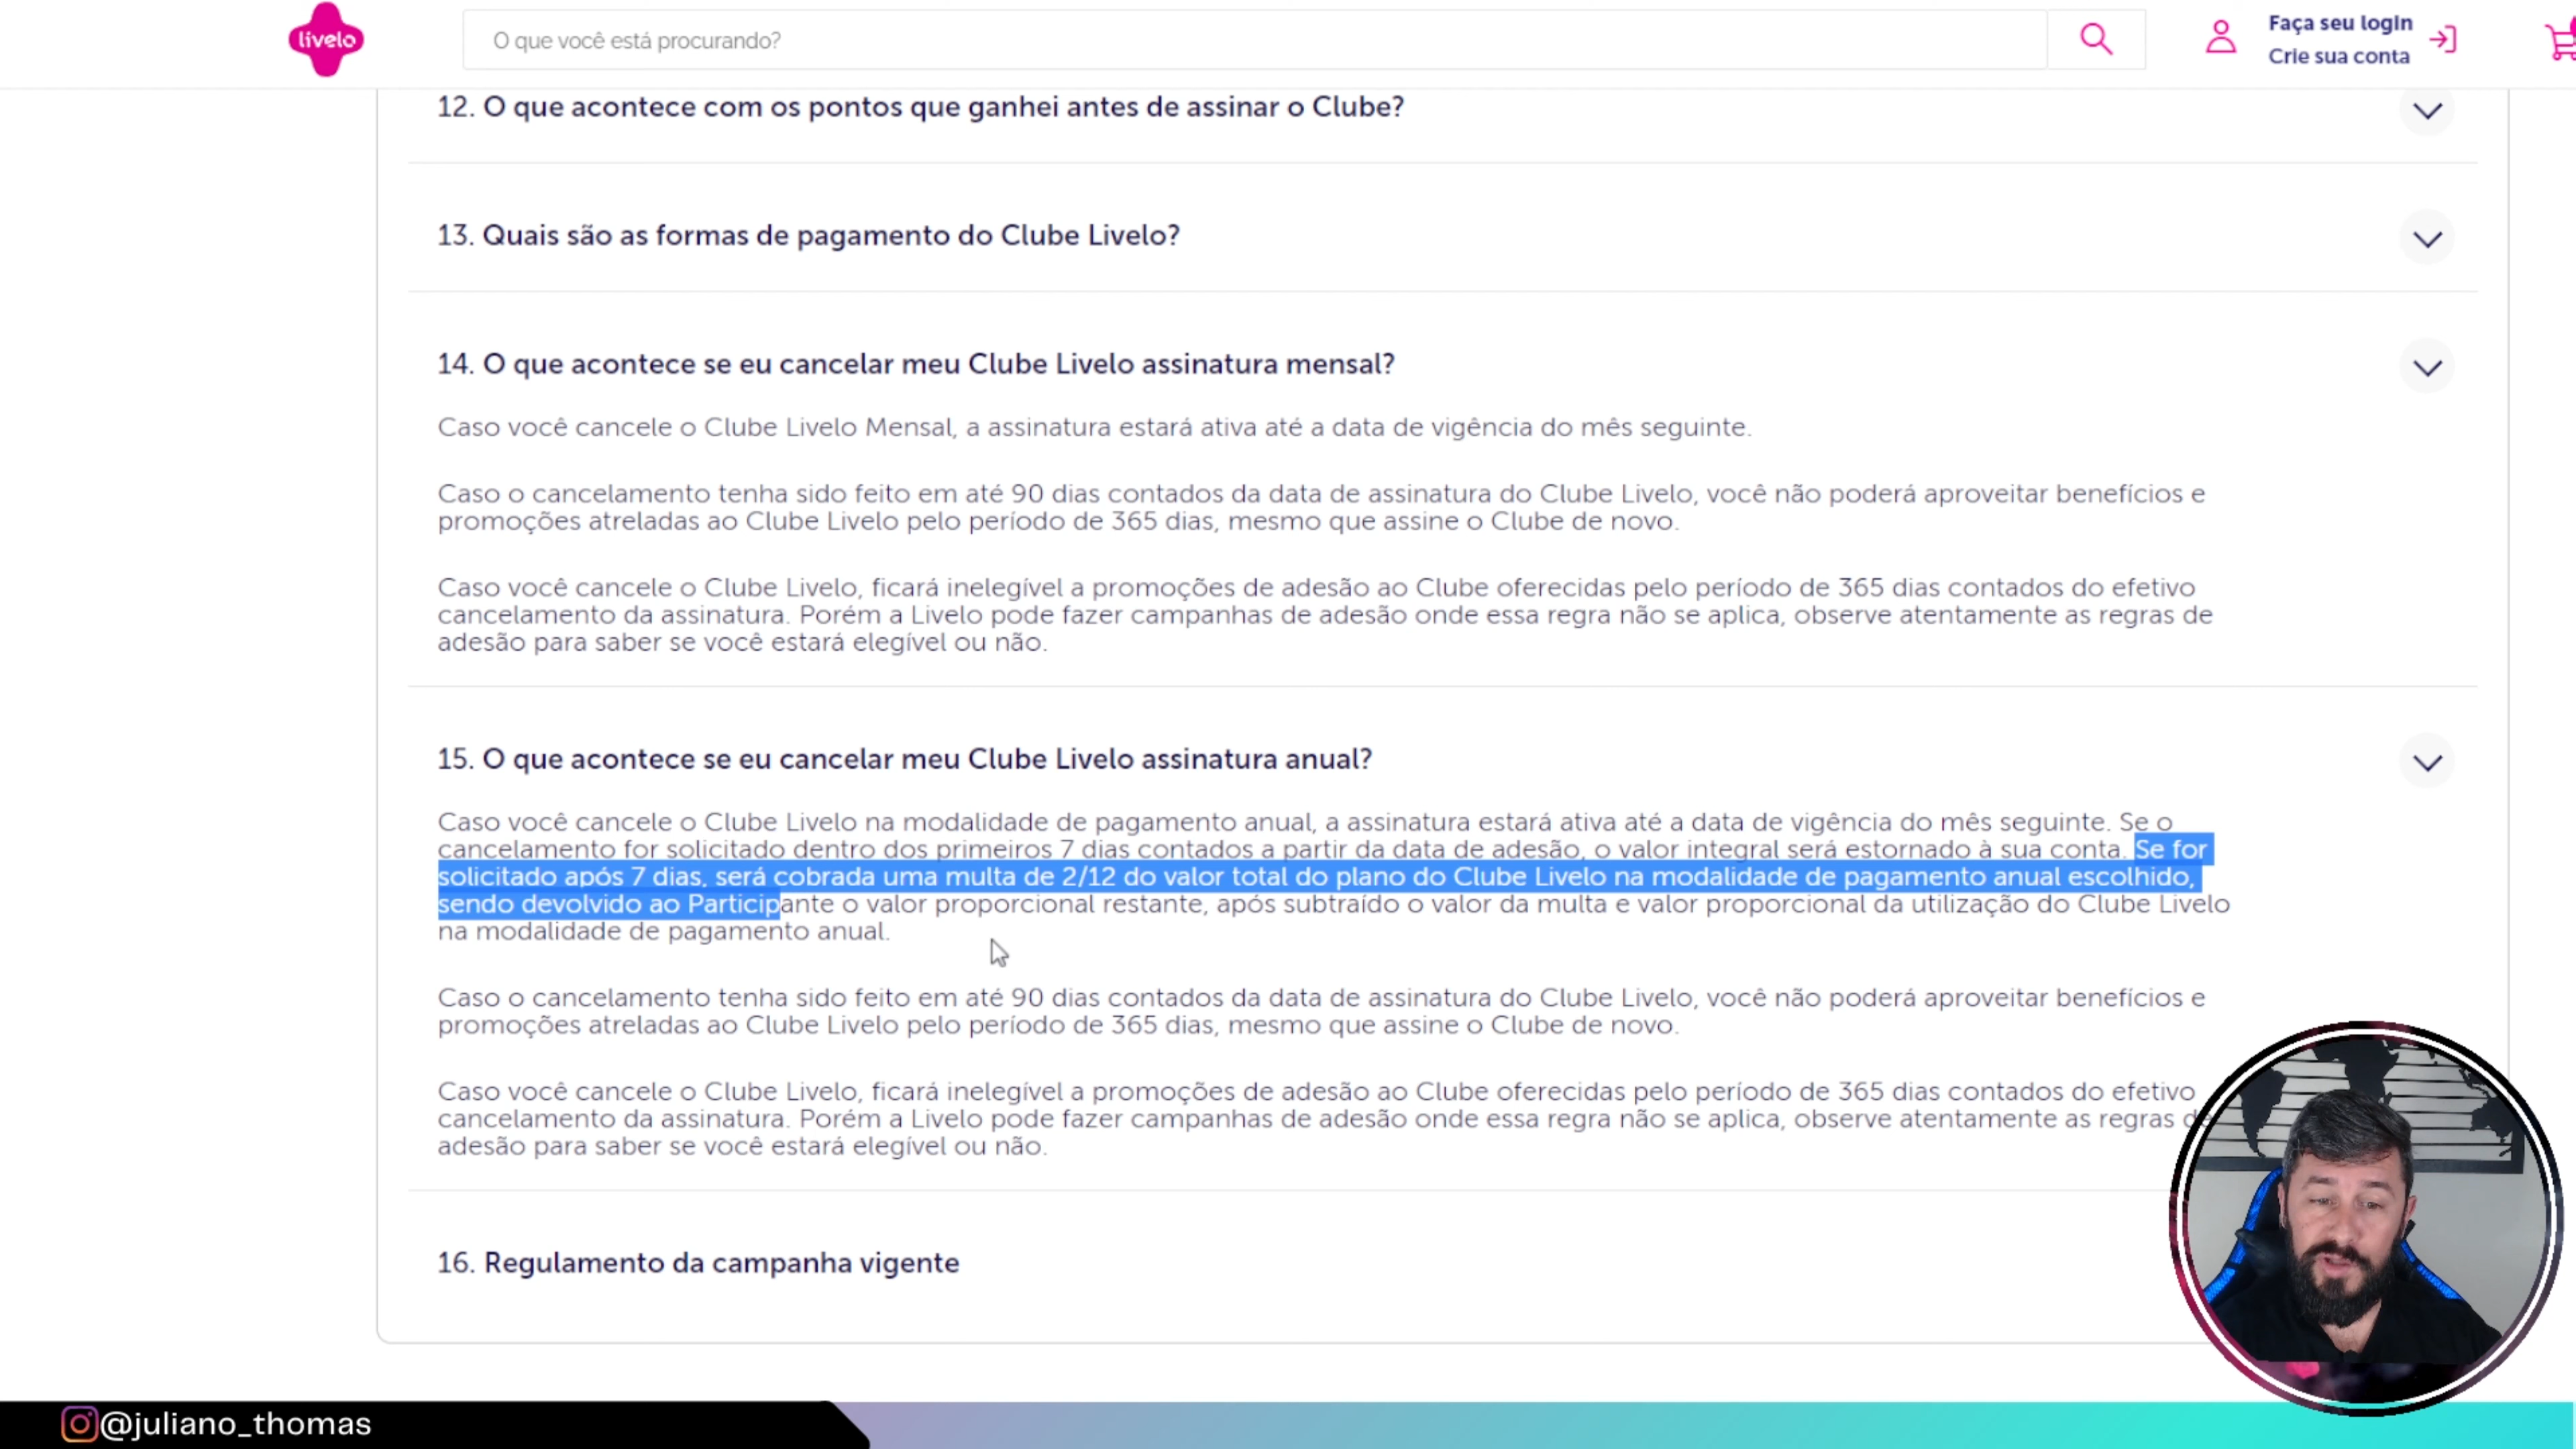 livelo
O que você está procurando?
Faça seu login
Crie sua conta
12. O que acontece com os pontos que ganhei antes de assinar o Clube?
13. Quais são as formas de pagamento do Clube Livelo?
14. O que acontece se eu cancelar meu Clube Livelo assinatura mensal?
Caso você cancele o Clube Livelo Mensal, a assinatura estará ativa até a data de vigência do mês seguinte.
Caso o cancelamento tenha sido feito em até 90 dias contados da data de assinatura do Clube Livelo, você não poderá aproveitar benefícios e
promoções atreladas ao Clube Livelo pelo período de 365 dias, mesmo que assine o Clube de novo.
Caso você cancele o Clube Livelo, ficará inelegível a promoções de adesão ao Clube oferecidas pelo período de 365 dias contados do efetivo
cancelamento da assinatura. Porém a Livelo pode fazer campanhas de adesão onde essa regra não se aplica, observe atentamente as regras de
adesão para saber se você estará elegível ou não.
15. O que acontece se eu cancelar meu Clube Livelo assinatura anual?
Caso você cancele o Clube Livelo na modalidade de pagamento anual, a assinatura estará ativa até a data de vigência do mês seguinte. Se o
cancelamento for solicitado dentro dos primeiros 7 dias contados a partir da data de adesão, o valor integral será estornado à sua conta. Se for
solicitado após 7 dias, será cobrada uma multa de 2/12 do valor total do plano do Clube Livelo na modalidade de pagamento anual escolhido,
sendo devolvido ao Participante o valor proporcional restante, após subtraído o valor da multa e valor proporcional da utilização do Clube Livelo
na modalidade de pagamento anual.
Caso o cancelamento tenha sido feito em até 90 dias contados da data de assinatura do Clube Livelo, você não poderá aproveitar benefícios e
promoções atreladas ao Clube Livelo pelo período de 365 dias, mesmo que assine o Clube de novo.
Caso você cancele o Clube Livelo, ficará inelegível a promoções de adesão ao Clube oferecidas pelo período de 365 dias contados do efetivo
cancelamento da assinatura. Porém a Livelo pode fazer campanhas de adesão onde essa regra não se aplica, observe atentamente as regras de
adesão para saber se você estará elegível ou não.
16. Regulamento da campanha vigente
@juliano_thomas